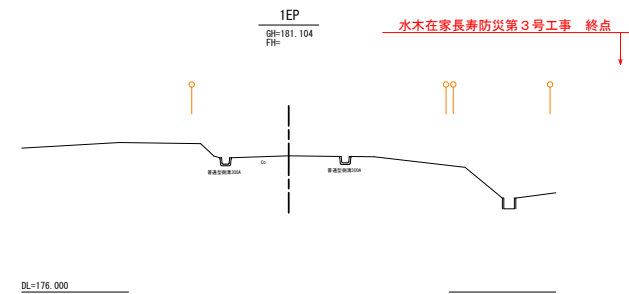 1EP
GH=181.104
FH=
水木在家長寿防災第３号工事　終点
普通型側溝300A
Co
普通型側溝300A
DL=176.000